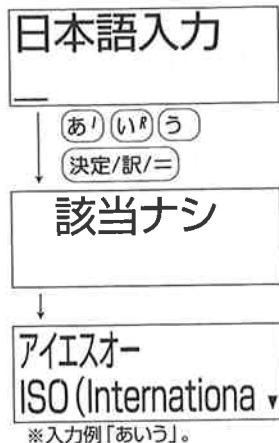 日本語入力
_
↓ あ! いR う
決定/訳/=
該当ナシ
↓
アイエスオー
ISO(Internationa ▼
※入力例「あいう」。